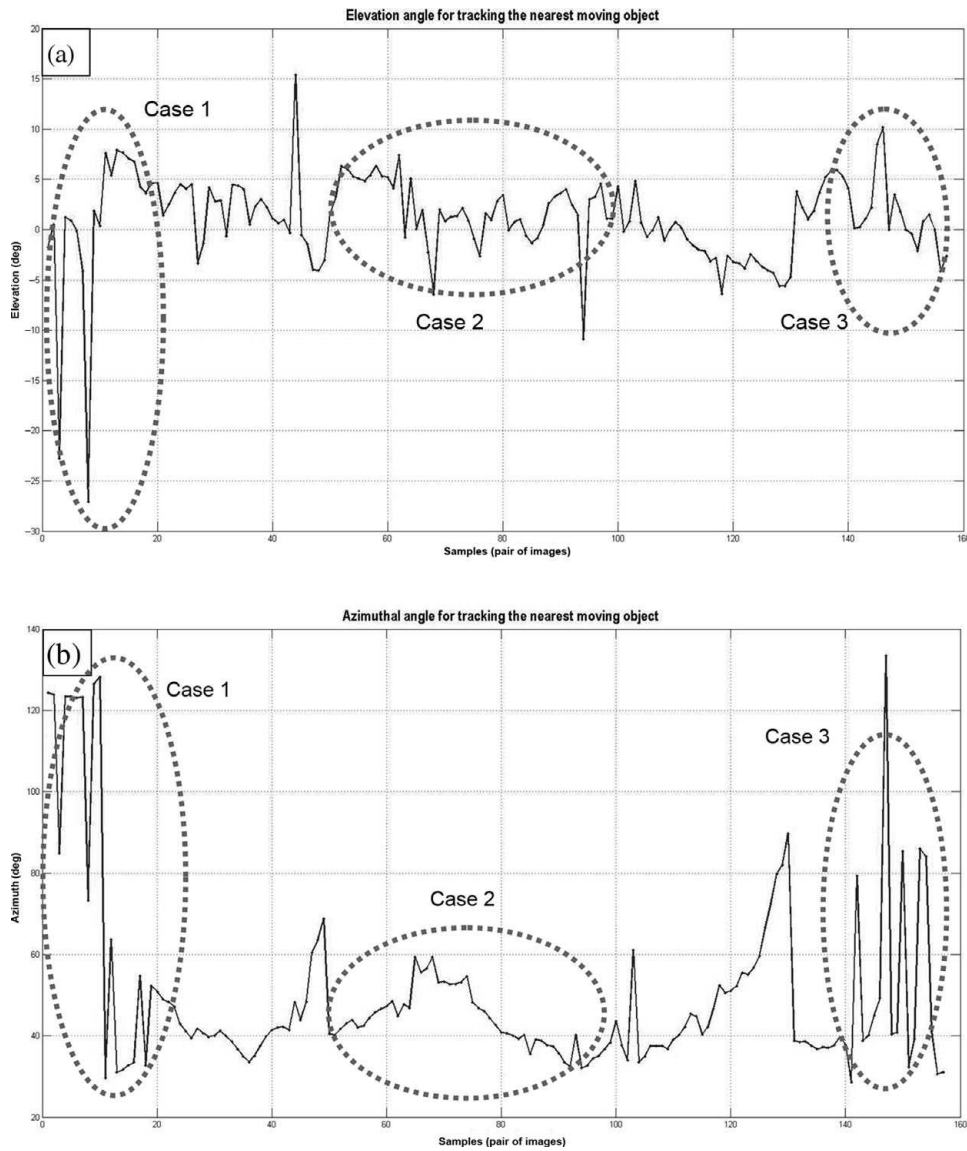 Elevation angle for tracking the nearest moving object
(a)
20
15
10
5
0
−5
−10
−15
−20
−25
−30
Elevation (deg)
Case 1
Case 2
Case 3
0 20 40 60 80 100 120 140 160
Samples (pair of images)
Azimuthal angle for tracking the nearest moving object
(b)
140
120
100
80
60
40
20
Azimuth (deg)
Case 1
Case 2
Case 3
0 20 40 60 80 100 120 140 160
Samples (pair of images)